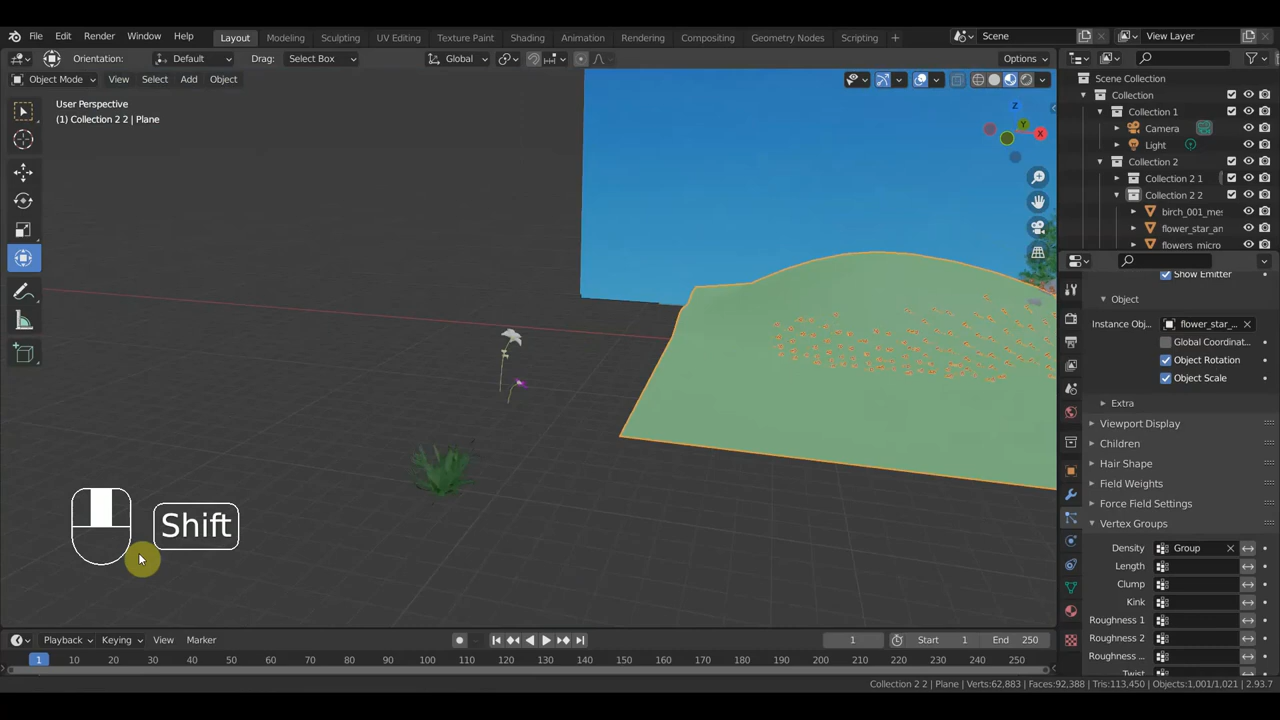 File Edit Render Window Help Layout Modeling Sculpting UV Editing Texture Paint Shading Animation Rendering Compositing Geometry Nodes Scripting + Scene View Layer
Orientation: Default Drag: Select Box Global Options
Object Mode View Select Add Object
User Perspective
(1) Collection 2 2 | Plane
Z
Y
X
Scene Collection
Collection
Collection 1
Camera
Light
Collection 2
Collection 2 1
Collection 2 2
birch_001_mes
flower_star_an
flowers_micro
Show Emitter
Object
Instance Obj... flower_star_...
Global Coordinat...
Object Rotation
Object Scale
Extra
Viewport Display
Children
Hair Shape
Field Weights
Force Field Settings
Vertex Groups
Density Group
Length
Clump
Kink
Roughness 1
Roughness 2
Roughness ...
Twist
Shift
Playback Keying View Marker 1 Start 1 End 250
1 10 20 30 40 50 60 70 80 90 100 110 120 130 140 150 160 170 180 190 200 210 220 230 240 250
Collection 2 2 | Plane | Verts:62,883 | Faces:92,388 | Tris:113,450 | Objects:1,001/1,021 | 2.93.7